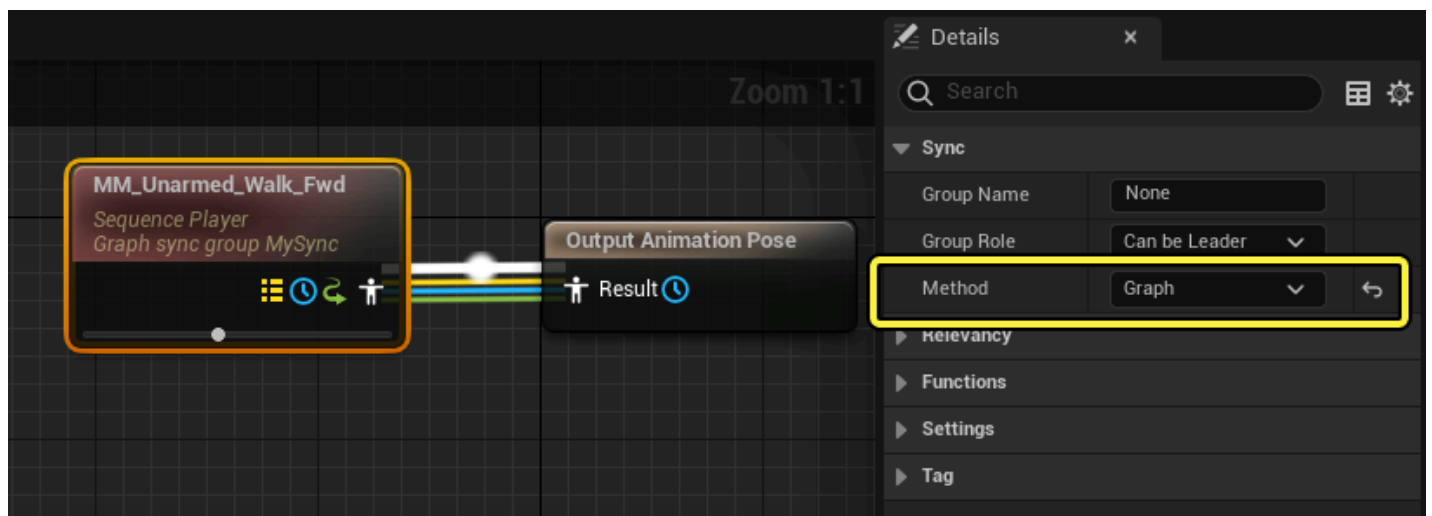 Details
Zoom 1:1
Search
Sync
MM_Unarmed_Walk_Fwd
Sequence Player
Graph sync group MySync
Output Animation Pose
Result
Group Name
None
Group Role
Can be Leader
Method
Graph
Relevancy
Functions
Settings
Tag